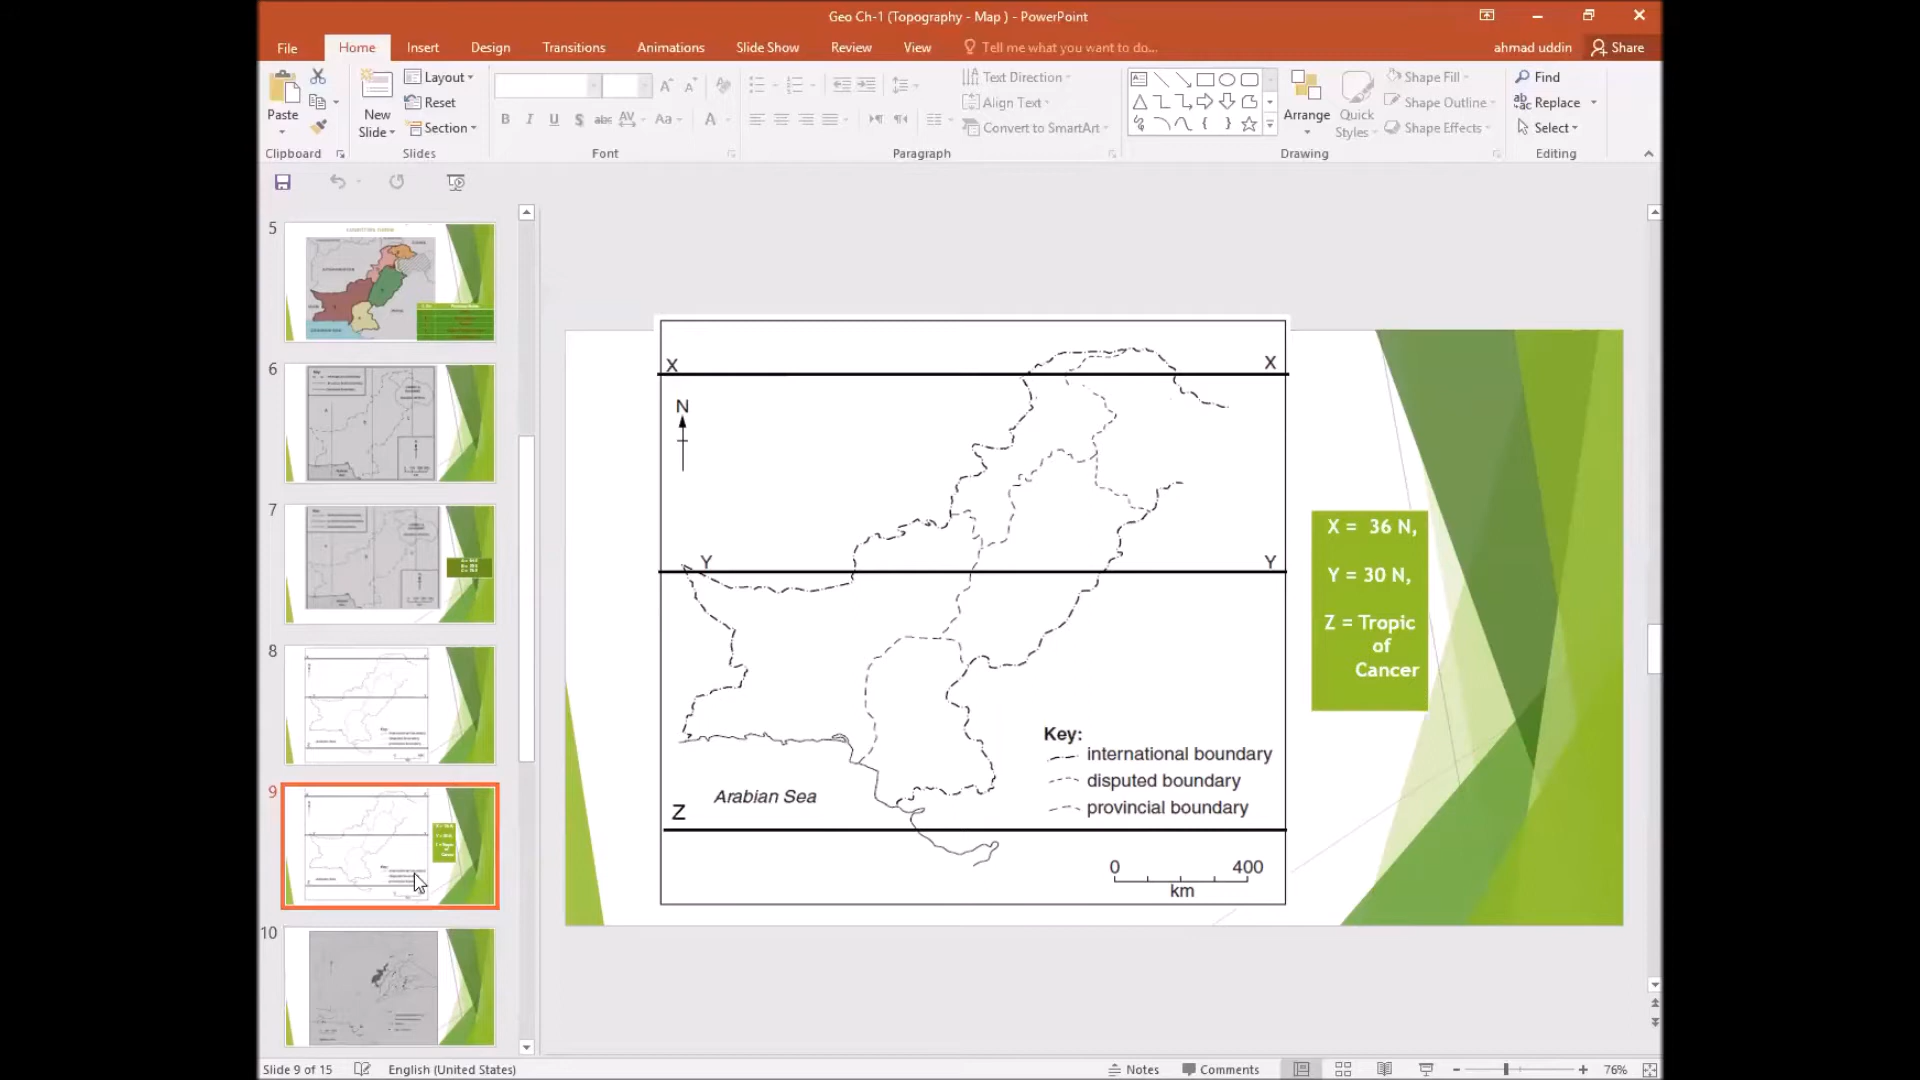 Geo Ch-1 (Topography - Map ) - PowerPoint
File Home Insert Design Transitions Animations Slide Show Review View Tell me what you want to do... ahmad uddin Share
Paste
New
Slide
Layout
Reset
Section
B I U S abc AV Aa A
Text Direction
Align Text
Convert to SmartArt
Arrange
Quick
Styles
Shape Fill
Shape Outline
Shape Effects
Find
Replace
Select
Clipboard Slides Font Paragraph Drawing Editing
5
6
7
8
9
10
X X
N
Y Y
Z
Arabian Sea
Key:
international boundary
disputed boundary
provincial boundary
0 400
km
X = 36 N,
Y = 30 N,
Z = Tropic
of
Cancer
Slide 9 of 15 English (United States) Notes Comments 76%